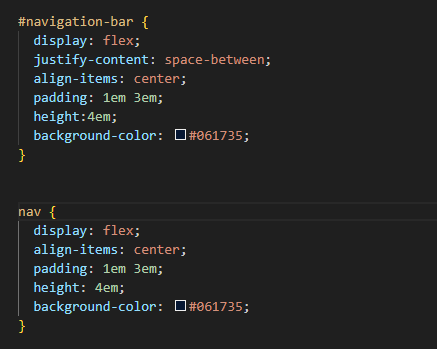 #navigation-bar {
  display: flex;
  justify-content: space-between;
  align-items: center;
  padding: 1em 3em;
  height:4em;
  background-color: #061735;
}
nav {
  display: flex;
  align-items: center;
  padding: 1em 3em;
  height: 4em;
  background-color: #061735;
}